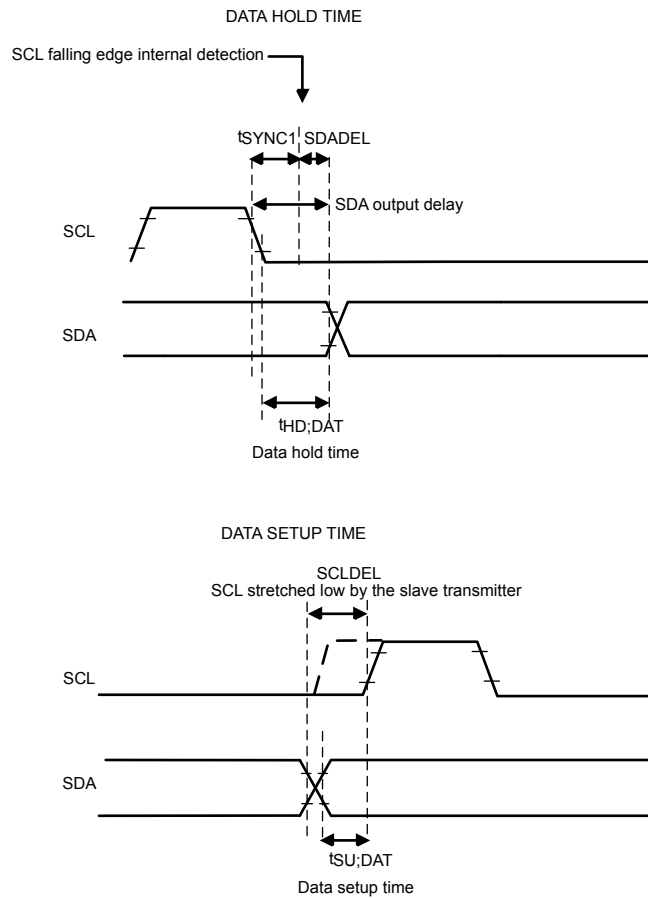 DATA HOLD TIME
SCL falling edge internal detection
tSYNC1 SDADEL
SDA output delay
SCL
SDA
tHD;DAT
Data hold time
DATA SETUP TIME
SCLDEL
SCL stretched low by the slave transmitter
SCL
SDA
tSU;DAT
Data setup time